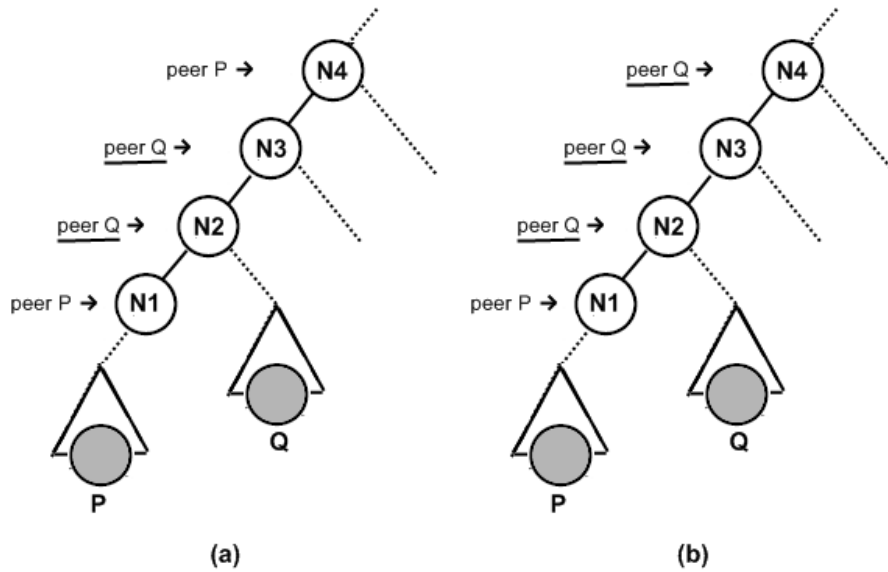 peer P → N4
peer Q → N3
peer Q → N2
peer P → N1
Q
P
(a)
peer Q → N4
peer Q → N3
peer Q → N2
peer P → N1
Q
P
(b)